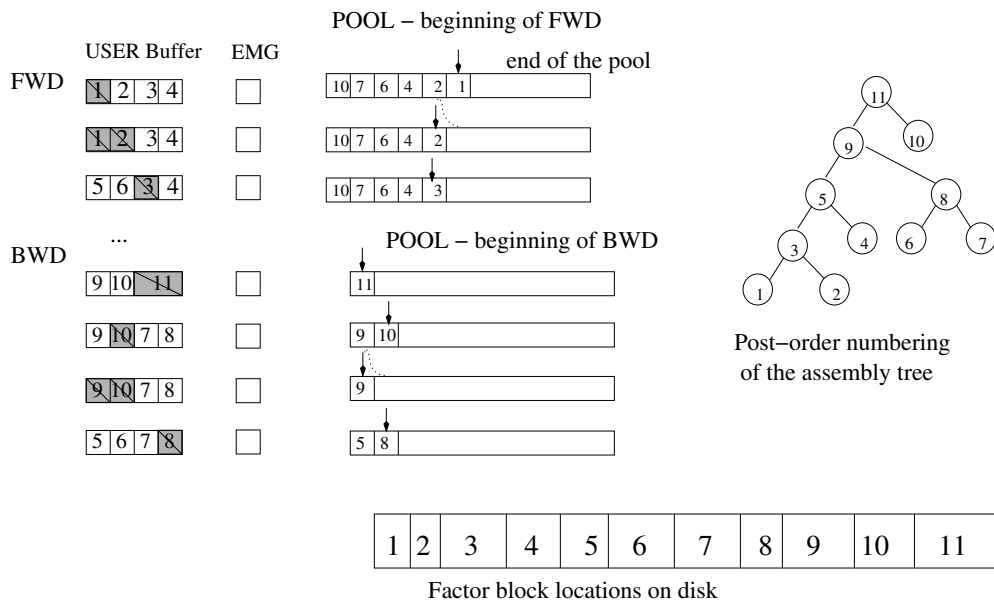 POOL − beginning of FWD
USER Buffer EMG
end of the pool
FWD 1 2 3 4 10 7 6 4 2 1
1 2 3 4 10 7 6 4 2
5 6 3 4 10 7 6 4 3
...
BWD POOL − beginning of BWD
9 10 11 11
9 10 7 8 9 10
9 10 7 8 9
5 6 7 8 5 8
11
10
9
5 8
3 4 6 7
1 2
Post−order numbering
of the assembly tree
1 2 3 4 5 6 7 8 9 10 11
Factor block locations on disk